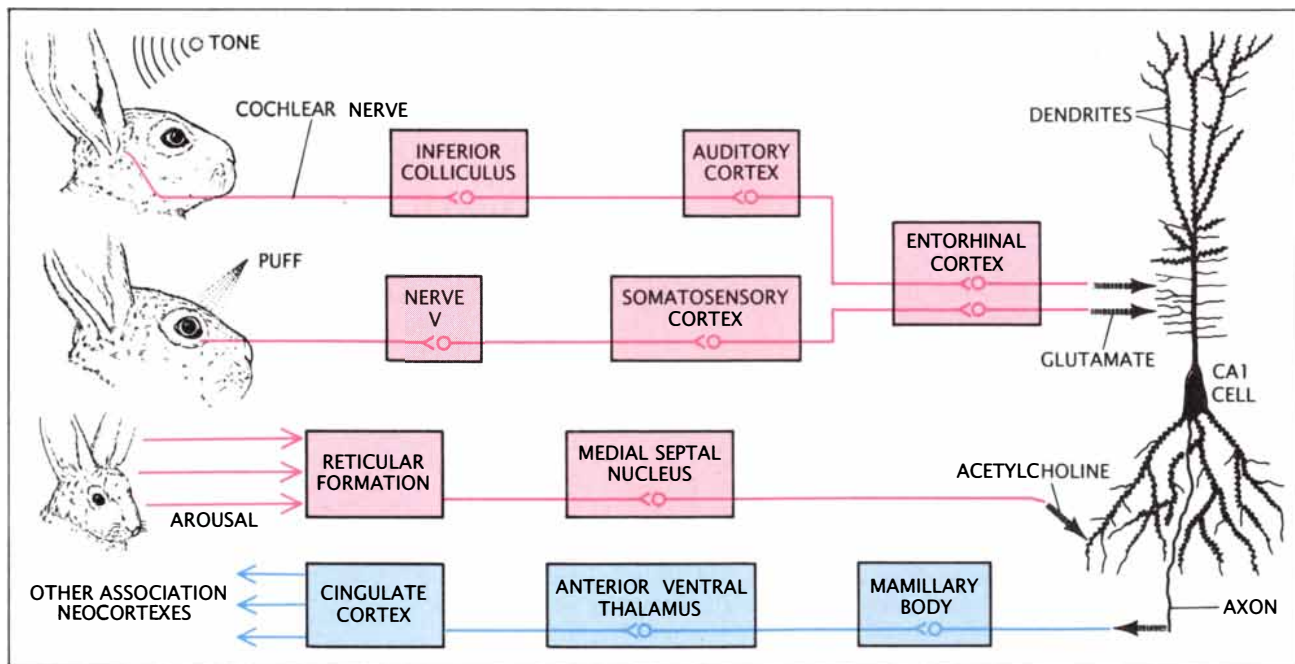 TONE
COCHLEAR NERVE
INFERIOR
COLLICULUS
AUDITORY
CORTEX
DENDRITES
ENTORHINAL
CORTEX
PUFF
NERVE
V
SOMATOSENSORY
CORTEX
GLUTAMATE
CA1
CELL
RETICULAR
FORMATION
MEDIAL SEPTAL
NUCLEUS
ACETYLCHOLINE
AROUSAL
OTHER ASSOCIATION
NEOCORTEXES
CINGULATE
CORTEX
ANTERIOR VENTRAL
THALAMUS
MAMILLARY
BODY
AXON